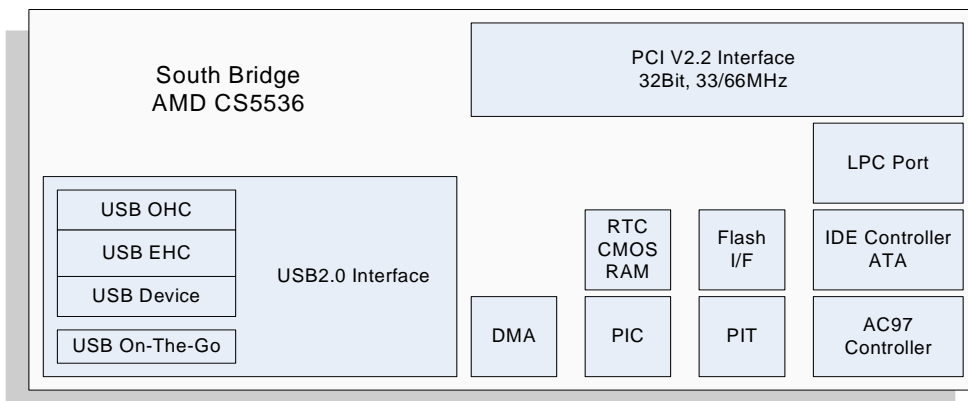 South Bridge
AMD CS5536
PCI V2.2 Interface
32Bit, 33/66MHz
LPC Port
USB OHC
USB EHC
USB Device
USB On-The-Go
USB2.0 Interface
RTC
CMOS
RAM
Flash
I/F
IDE Controller
ATA
DMA
PIC
PIT
AC97
Controller